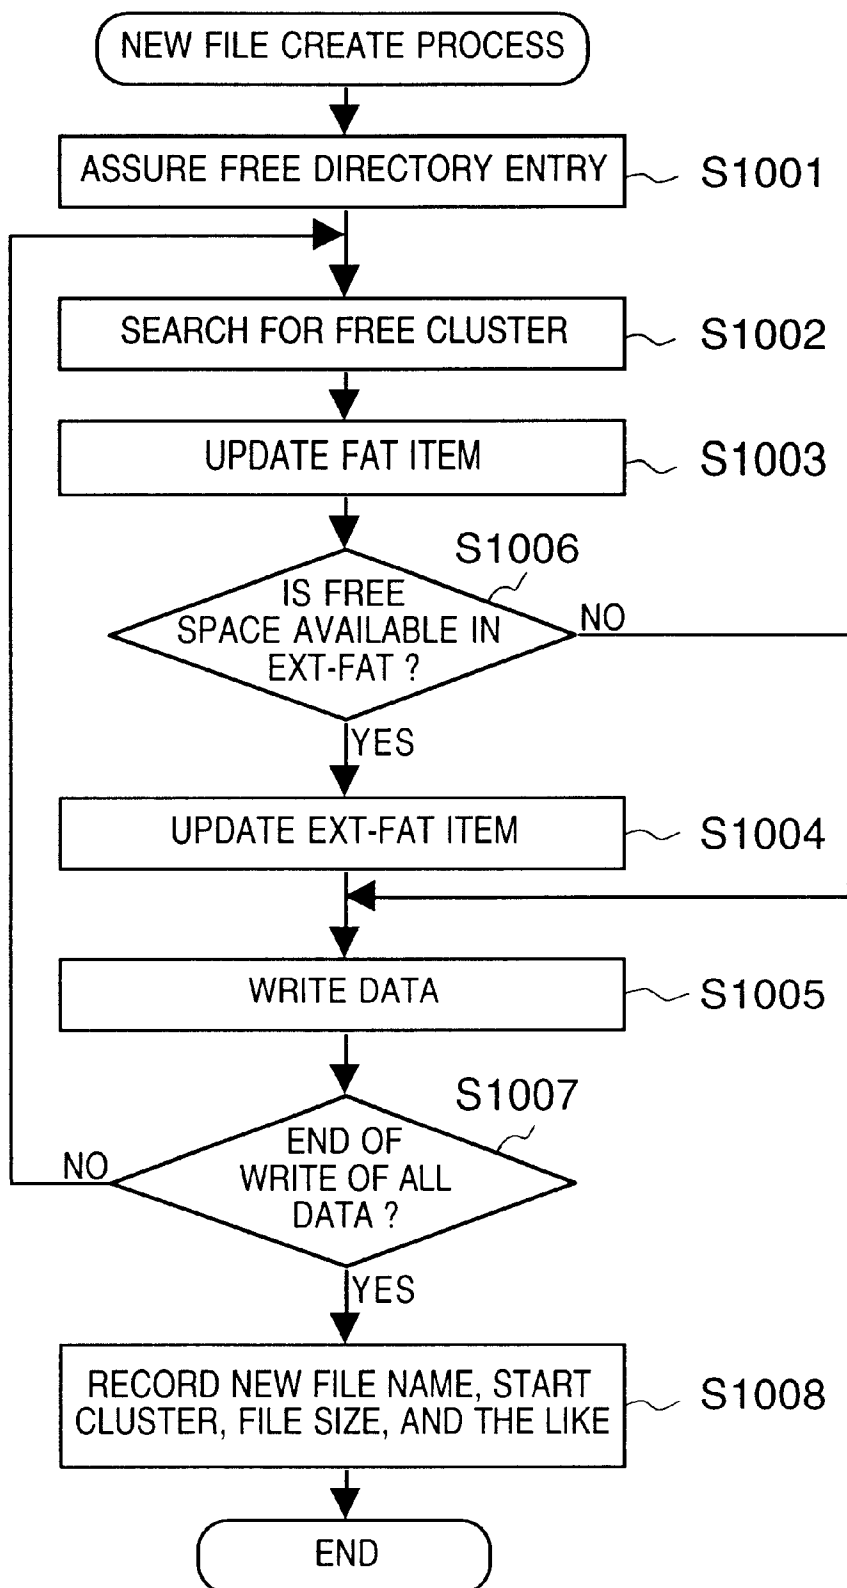 NEW FILE CREATE PROCESS
ASSURE FREE DIRECTORY ENTRY
S1001
SEARCH FOR FREE CLUSTER
S1002
UPDATE FAT ITEM
S1003
S1006
IS FREE
SPACE AVAILABLE IN
EXT-FAT ?
NO
YES
UPDATE EXT-FAT ITEM
S1004
WRITE DATA
S1005
S1007
END OF
WRITE OF ALL
DATA ?
NO
YES
RECORD NEW FILE NAME, START
CLUSTER, FILE SIZE, AND THE LIKE
S1008
END